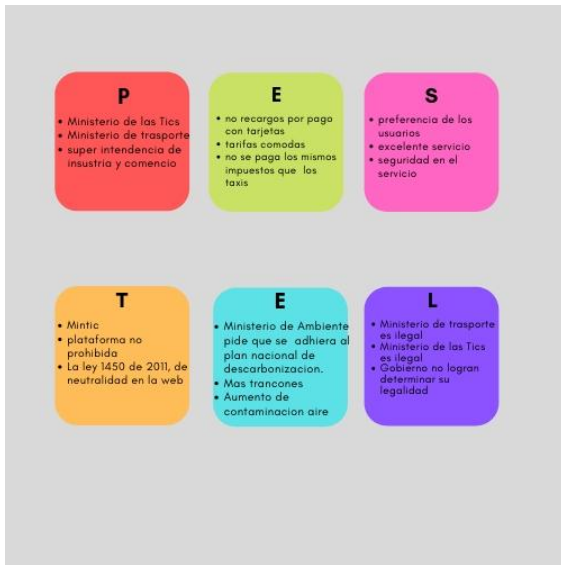 P
• Ministerio de las Tics
• Ministerio de trasporte
• super intendencia de
insustria y comencio
E
• no recargos por pago
con tarjetas
• tarifas comodas
• no se paga los mismos
impuestos que los
taxis
S
• preferencia de los
usuarios
• excelente servicio
• seguridad en el
servicio
T
• Mintic
• plataforma no
prohibida
• La ley 1450 de 2011, de
neutralidad en la web
E
• Ministerio de Ambiente
pide que se adhiera al
plan nacional de
descarbonizacion.
• Mas trancones
• Aumento de
contaminacion aire
L
• Ministerio de trasporte
es ilegal
• Ministerio de las Tics
es ilegal
• Gobierno no logran
determinar su
legalidad